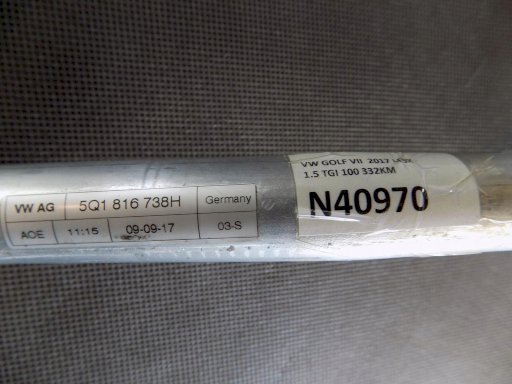 VW AG 5Q1 816 738H Germany
AOE 11:15 09-09-17 03-S
VW GOLF VII 2017
1.5 TGI 100 332KM
N40970